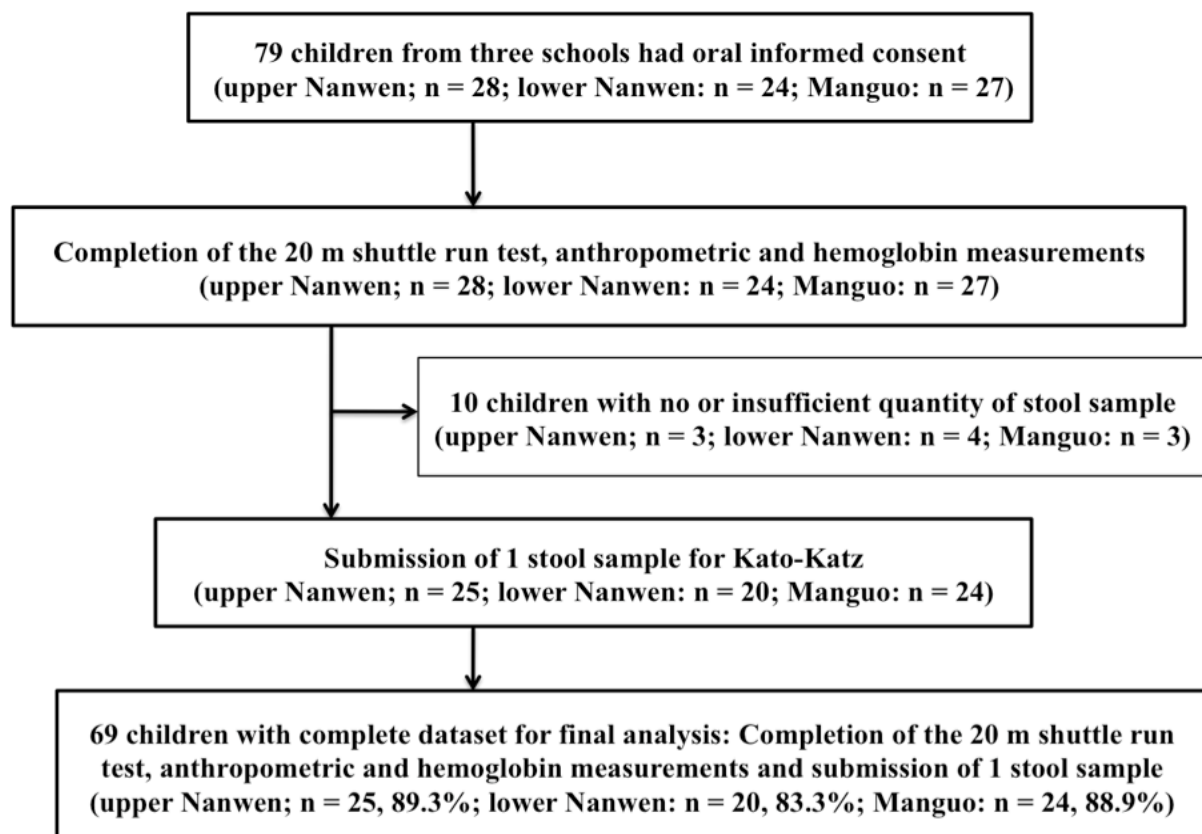 79 children from three schools had oral informed consent
(upper Nanwen; n = 28; lower Nanwen: n = 24; Manguo: n = 27)
Completion of the 20 m shuttle run test, anthropometric and hemoglobin measurements
(upper Nanwen; n = 28; lower Nanwen: n = 24; Manguo: n = 27)
10 children with no or insufficient quantity of stool sample
(upper Nanwen; n = 3; lower Nanwen: n = 4; Manguo: n = 3)
Submission of 1 stool sample for Kato-Katz
(upper Nanwen; n = 25; lower Nanwen: n = 20; Manguo: n = 24)
69 children with complete dataset for final analysis: Completion of the 20 m shuttle run
test, anthropometric and hemoglobin measurements and submission of 1 stool sample
(upper Nanwen; n = 25, 89.3%; lower Nanwen: n = 20, 83.3%; Manguo: n = 24, 88.9%)